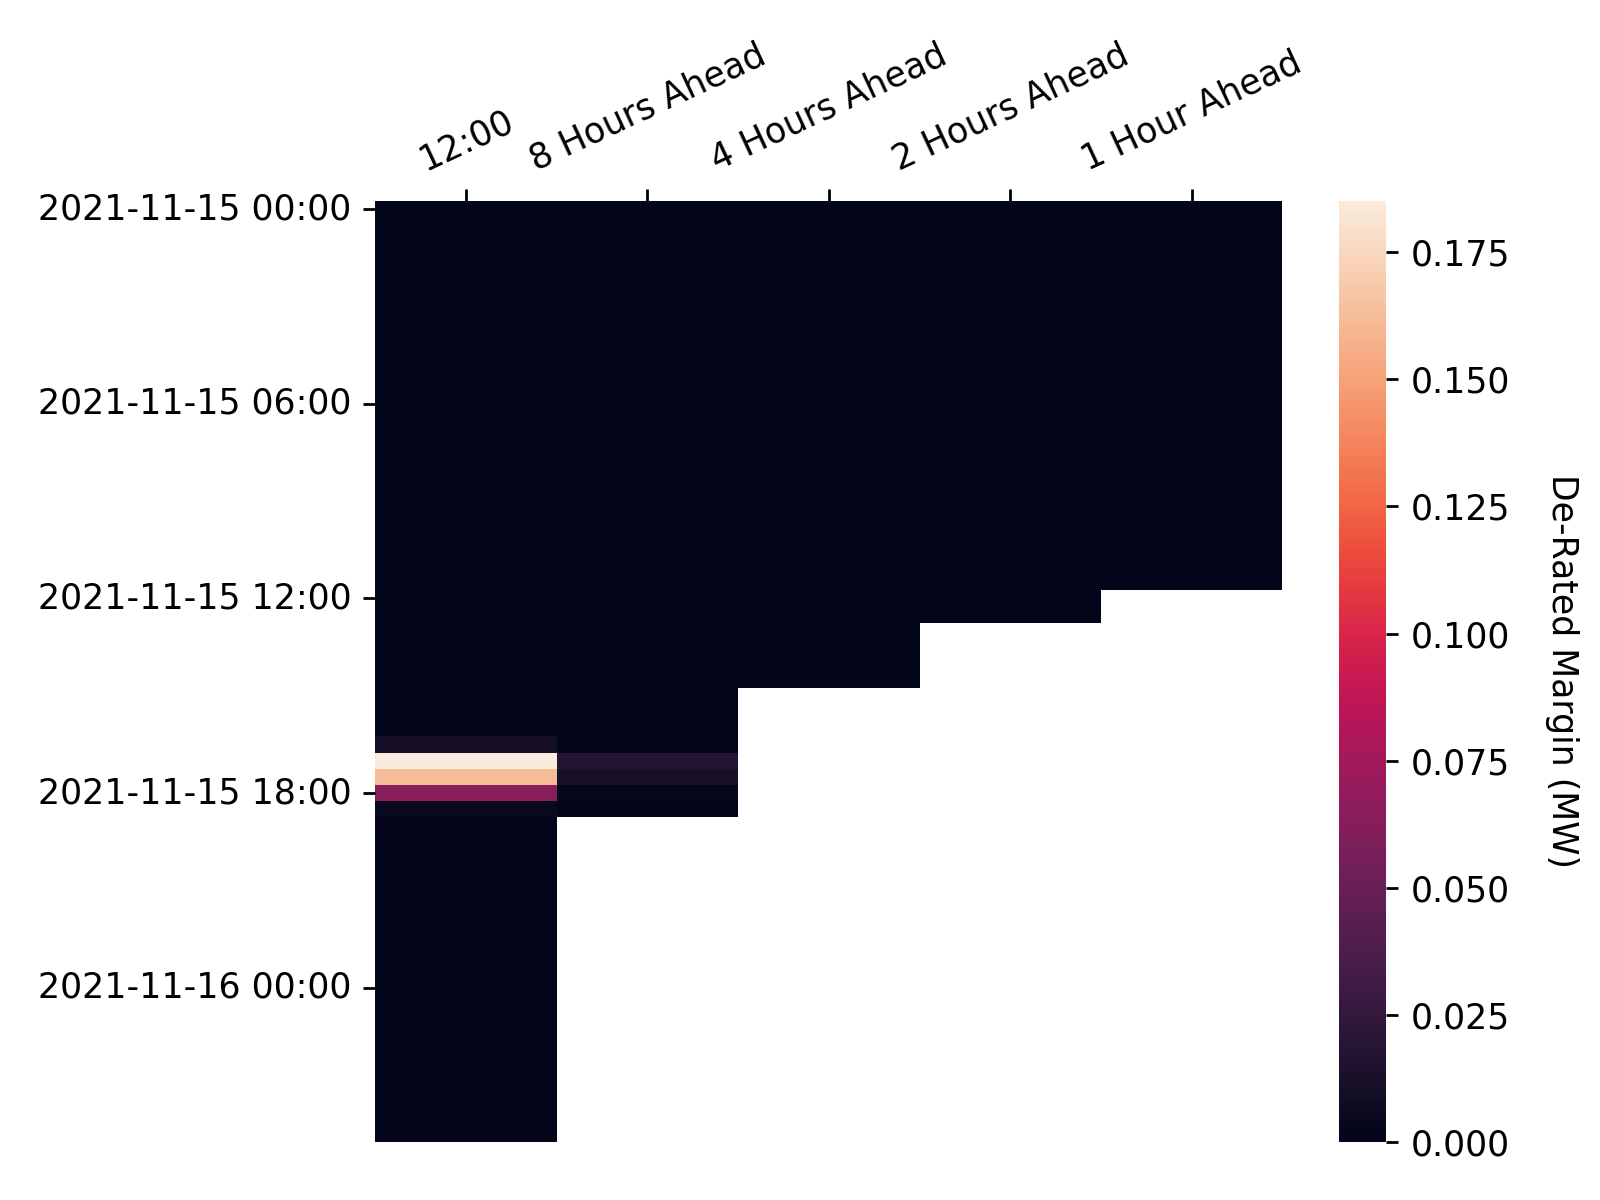 12:00
8 Hours Ahead
4 Hours Ahead
2 Hours Ahead
1 Hour Ahead
2021-11-15 00:00
2021-11-15 06:00
2021-11-15 12:00
2021-11-15 18:00
2021-11-16 00:00
0.175
0.150
0.125
0.100
0.075
0.050
0.025
0.000
De-Rated Margin (MW)